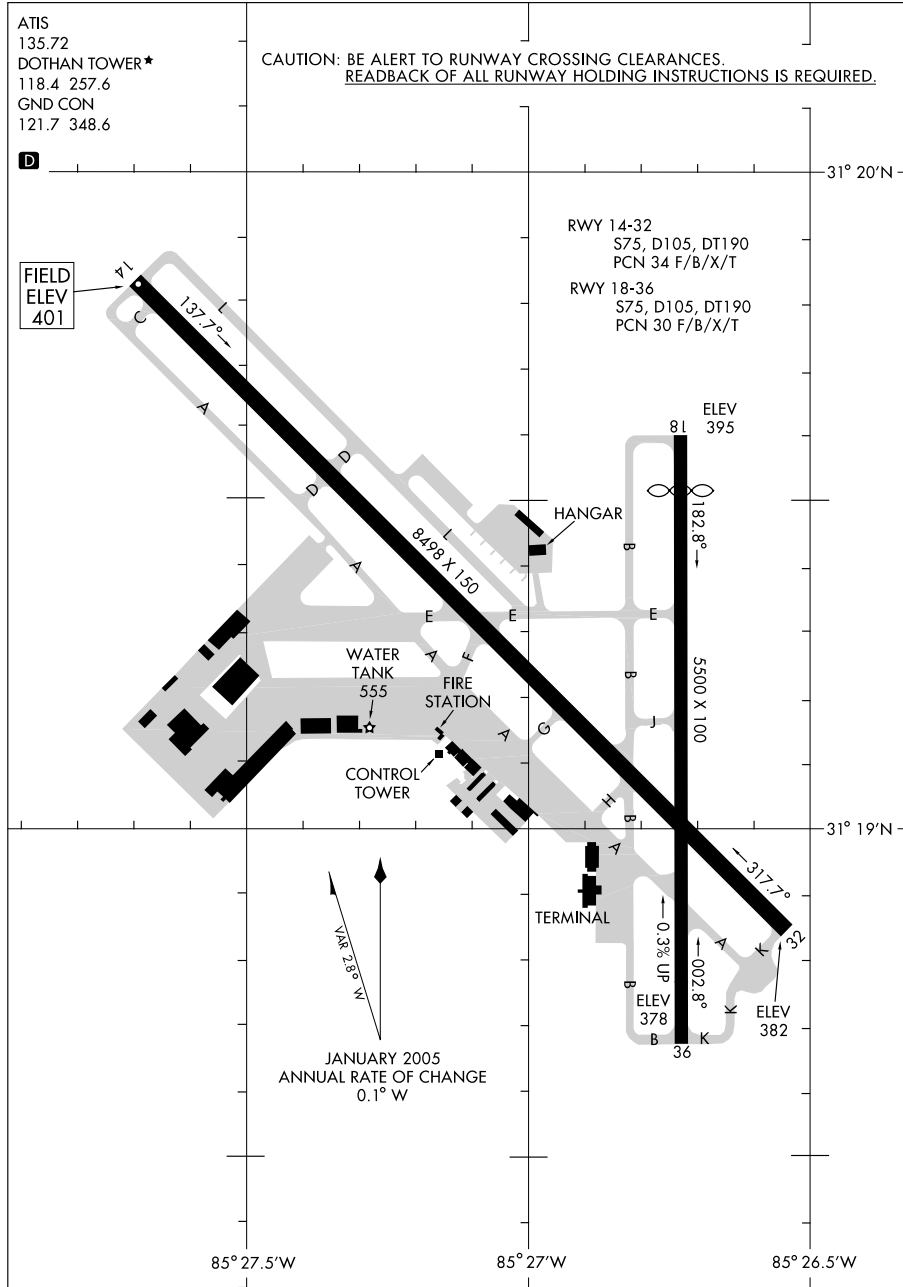 ATIS
135.72
DOTHAN TOWER★
118.4 257.6
GND CON
121.7 348.6
D
CAUTION: BE ALERT TO RUNWAY CROSSING CLEARANCES.
READBACK OF ALL RUNWAY HOLDING INSTRUCTIONS IS REQUIRED.
31° 20'N
RWY 14-32
S75, D105, DT190
PCN 34 F/B/X/T
RWY 18-36
S75, D105, DT190
PCN 30 F/B/X/T
FIELD
ELEV
401
14
137.7°
L
C
A
ELEV
395
18
D
D
182.8°
HANGAR
L
8498 X 150
B
A
E
E
E
A
F
WATER
TANK
555
B
5500 X 100
FIRE
STATION
A
G
J
CONTROL
TOWER
H
B
31° 19'N
A
317.7°
TERMINAL
VAR 2.8° W
0.3% UP
002.8°
A
K
32
B
ELEV
378
K
ELEV
382
B
K
36
JANUARY 2005
ANNUAL RATE OF CHANGE
0.1° W
85° 27.5'W
85° 27'W
85° 26.5'W